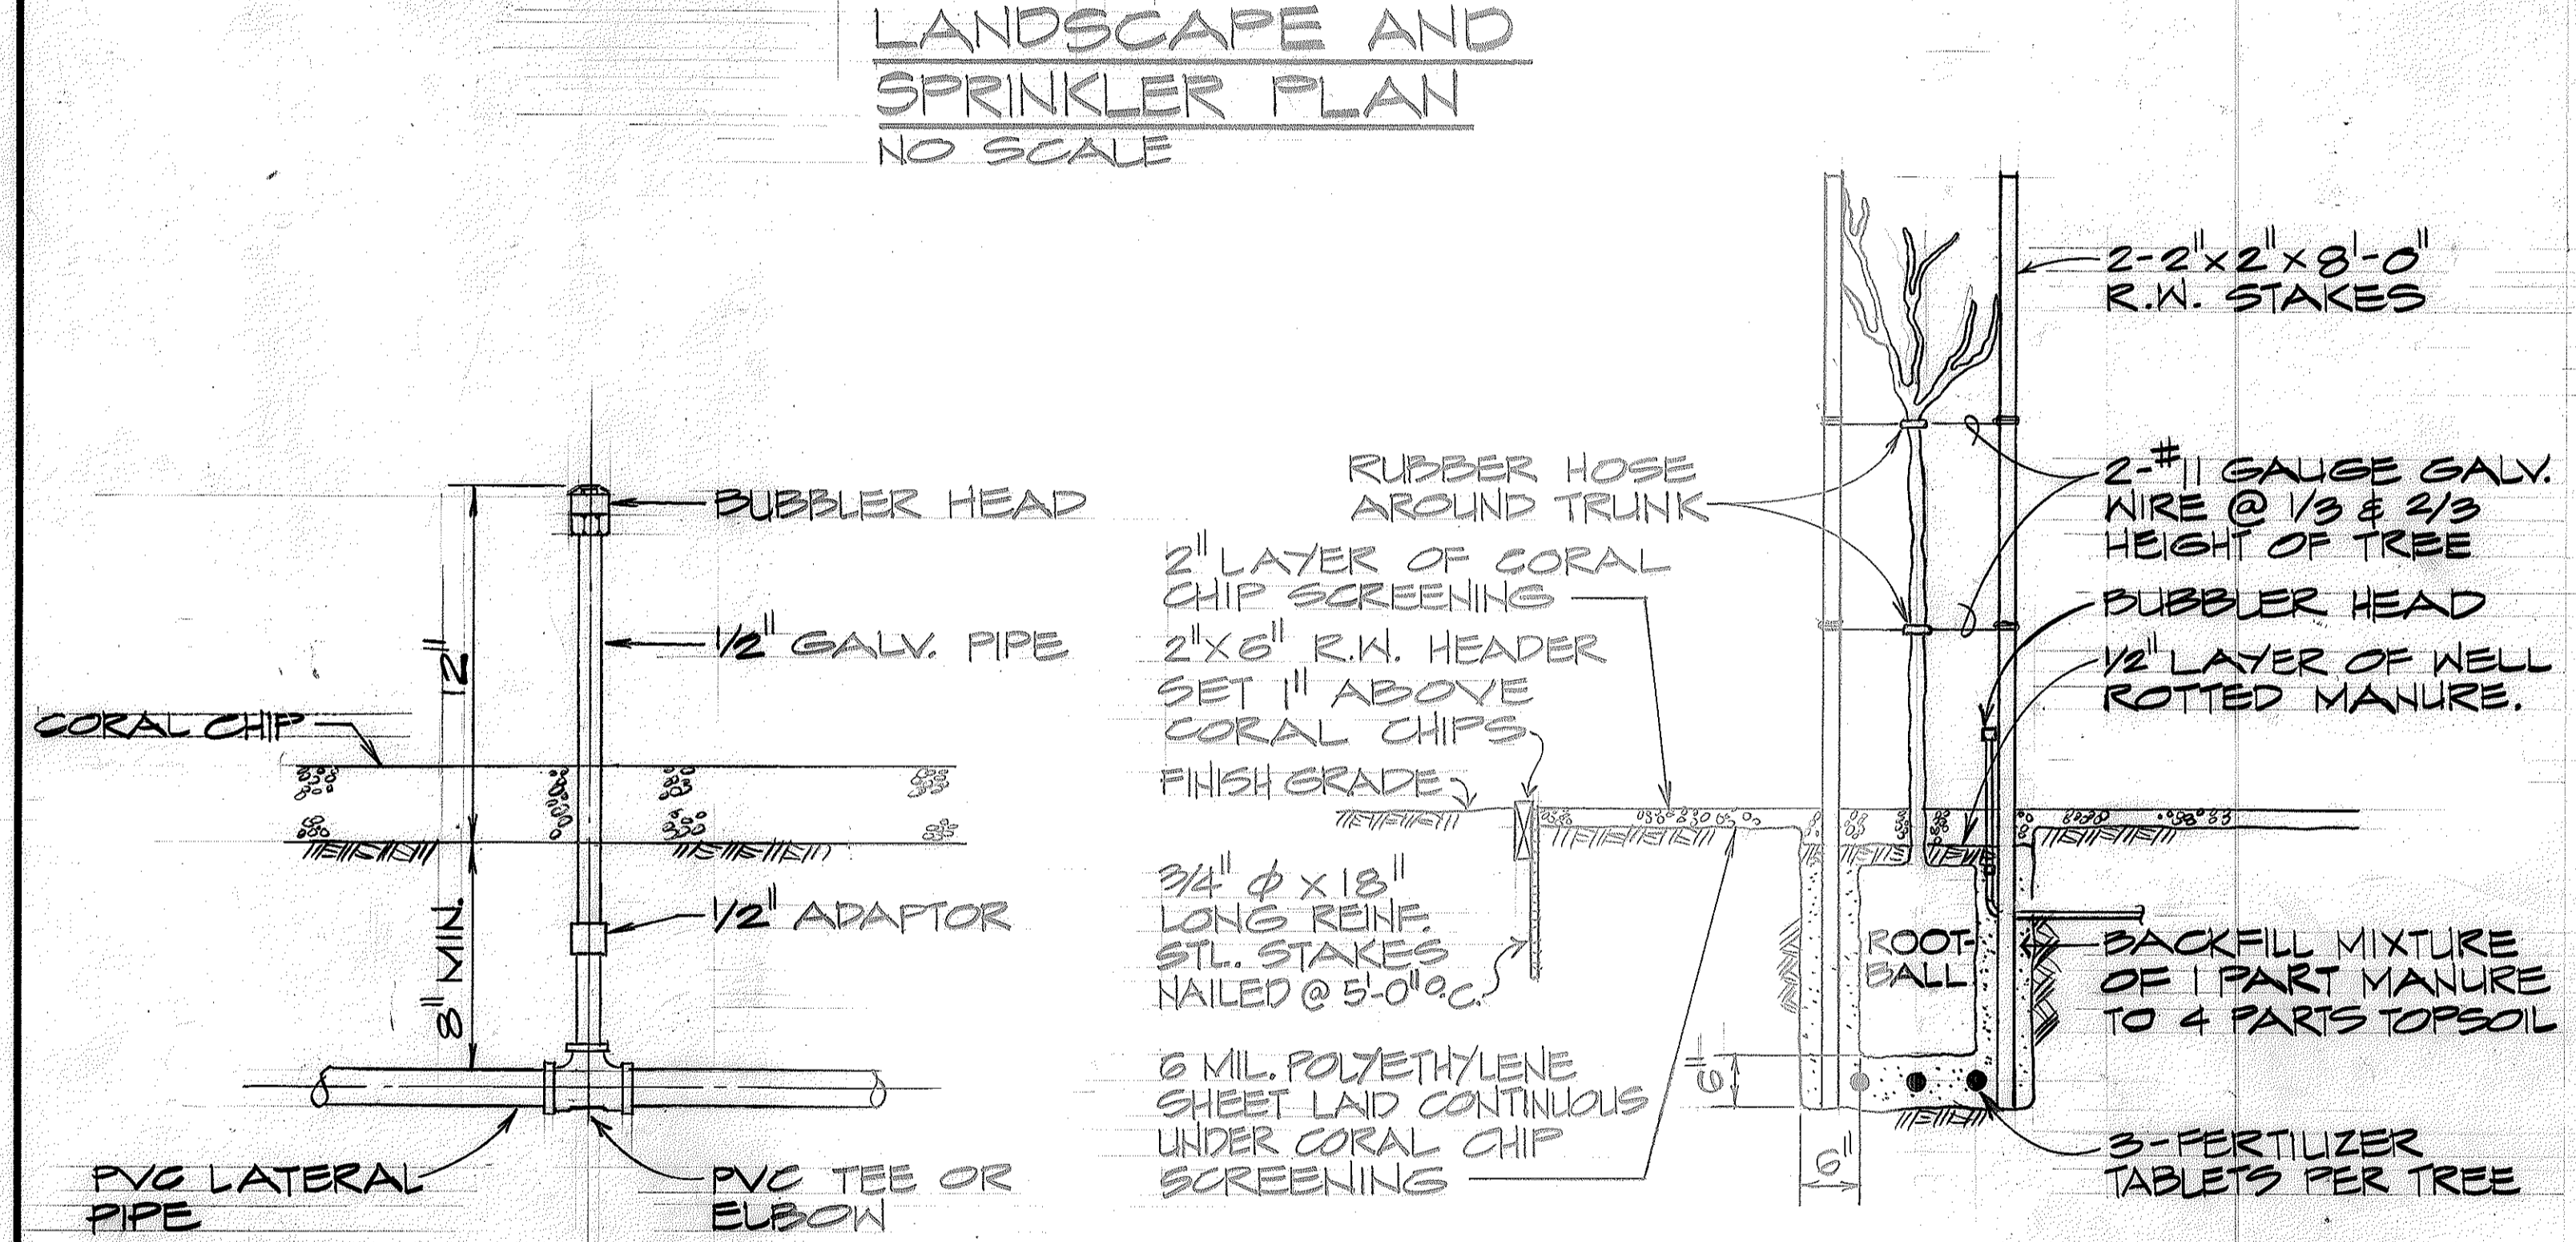 LANDSCAPE AND
SPRINKLER PLAN
NO SCALE
BUBBLER HEAD
1/2" GALV. PIPE
12"
CORAL CHIP
1/2" ADAPTOR
8" MIN.
PVC LATERAL
PIPE
PVC TEE OR
ELBOW
RUBBER HOSE
AROUND TRUNK
2" LAYER OF CORAL
CHIP SCREENING
2"X6" R.W. HEADER
SET 1" ABOVE
CORAL CHIPS
FINISH GRADE
3/4" ϕ X 18"
LONG REINF.
STL. STAKES
NAILED @ 5'-0" O.C.
6 MIL. POLYETHYLENE
SHEET LAID CONTINUOUS
UNDER CORAL CHIP
SCREENING
2-2"x2"x8'-0"
R.W. STAKES
2-#11 GAUGE GALV.
WIRE @ 1/3 & 2/3
HEIGHT OF TREE
BUBBLER HEAD
1/2" LAYER OF WELL
ROTTED MANURE.
ROOT-
BALL
BACKFILL MIXTURE
OF 1 PART MANURE
TO 4 PARTS TOPSOIL
6"
6"
3-FERTILIZER
TABLETS PER TREE